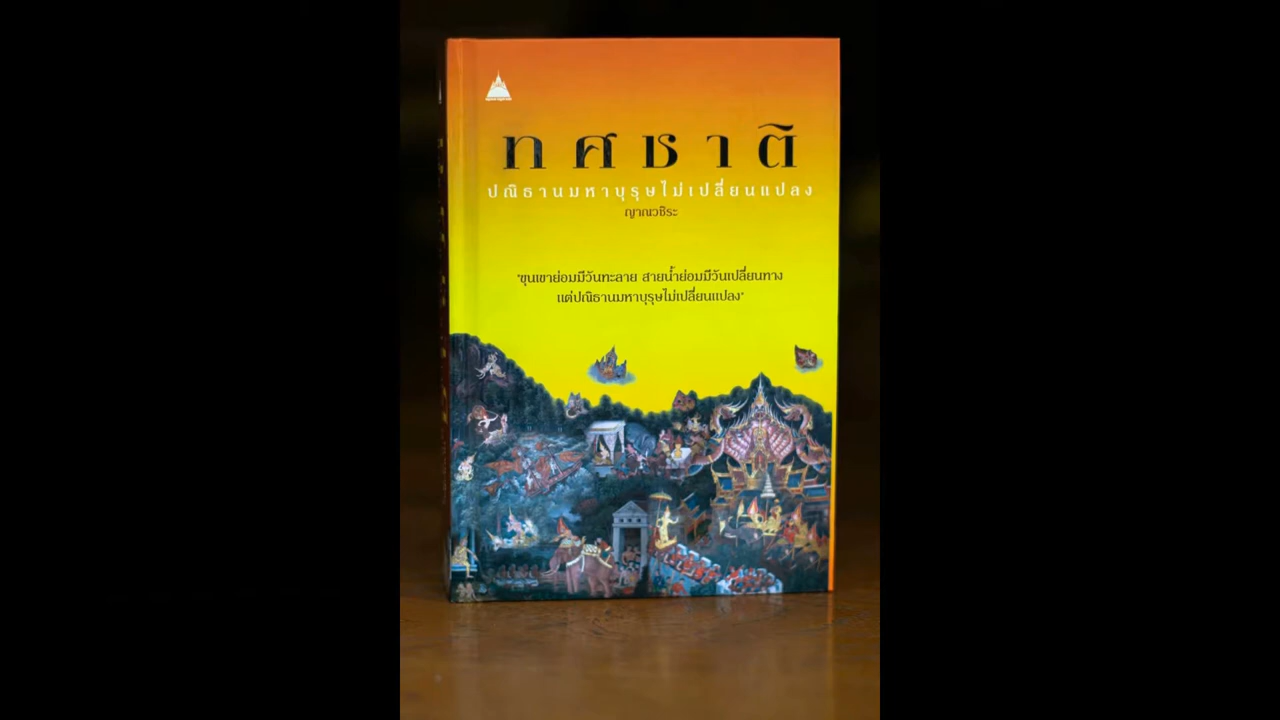 ทศชาติ
ปณิธานมหาบุรุษไม่เปลี่ยนแปลง
ญาณวชิระ
"ขุนเขาย่อมมีวันทะลาย สายน้ำย่อมมีวันเปลี่ยนทาง
แต่ปณิธานมหาบุรุษไม่เปลี่ยนแปลง"